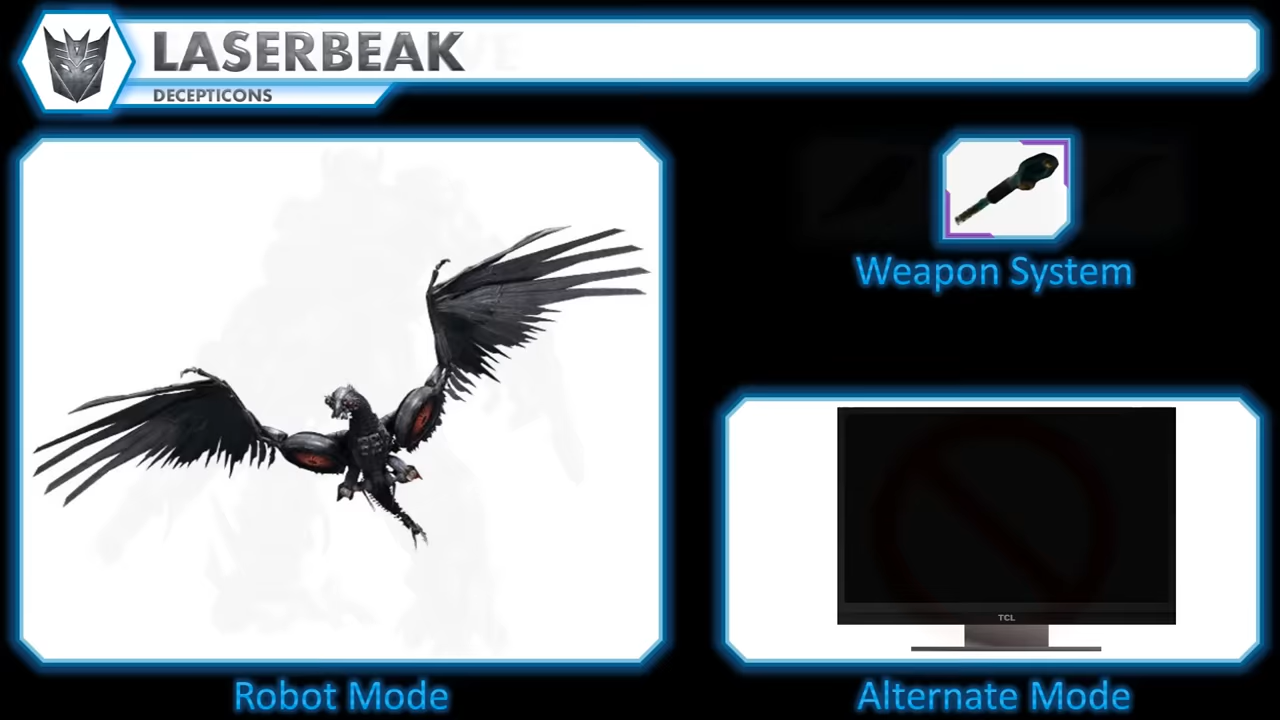 LASERBEAK
DECEPTICONS
Weapon System
TCL
Robot Mode
Alternate Mode